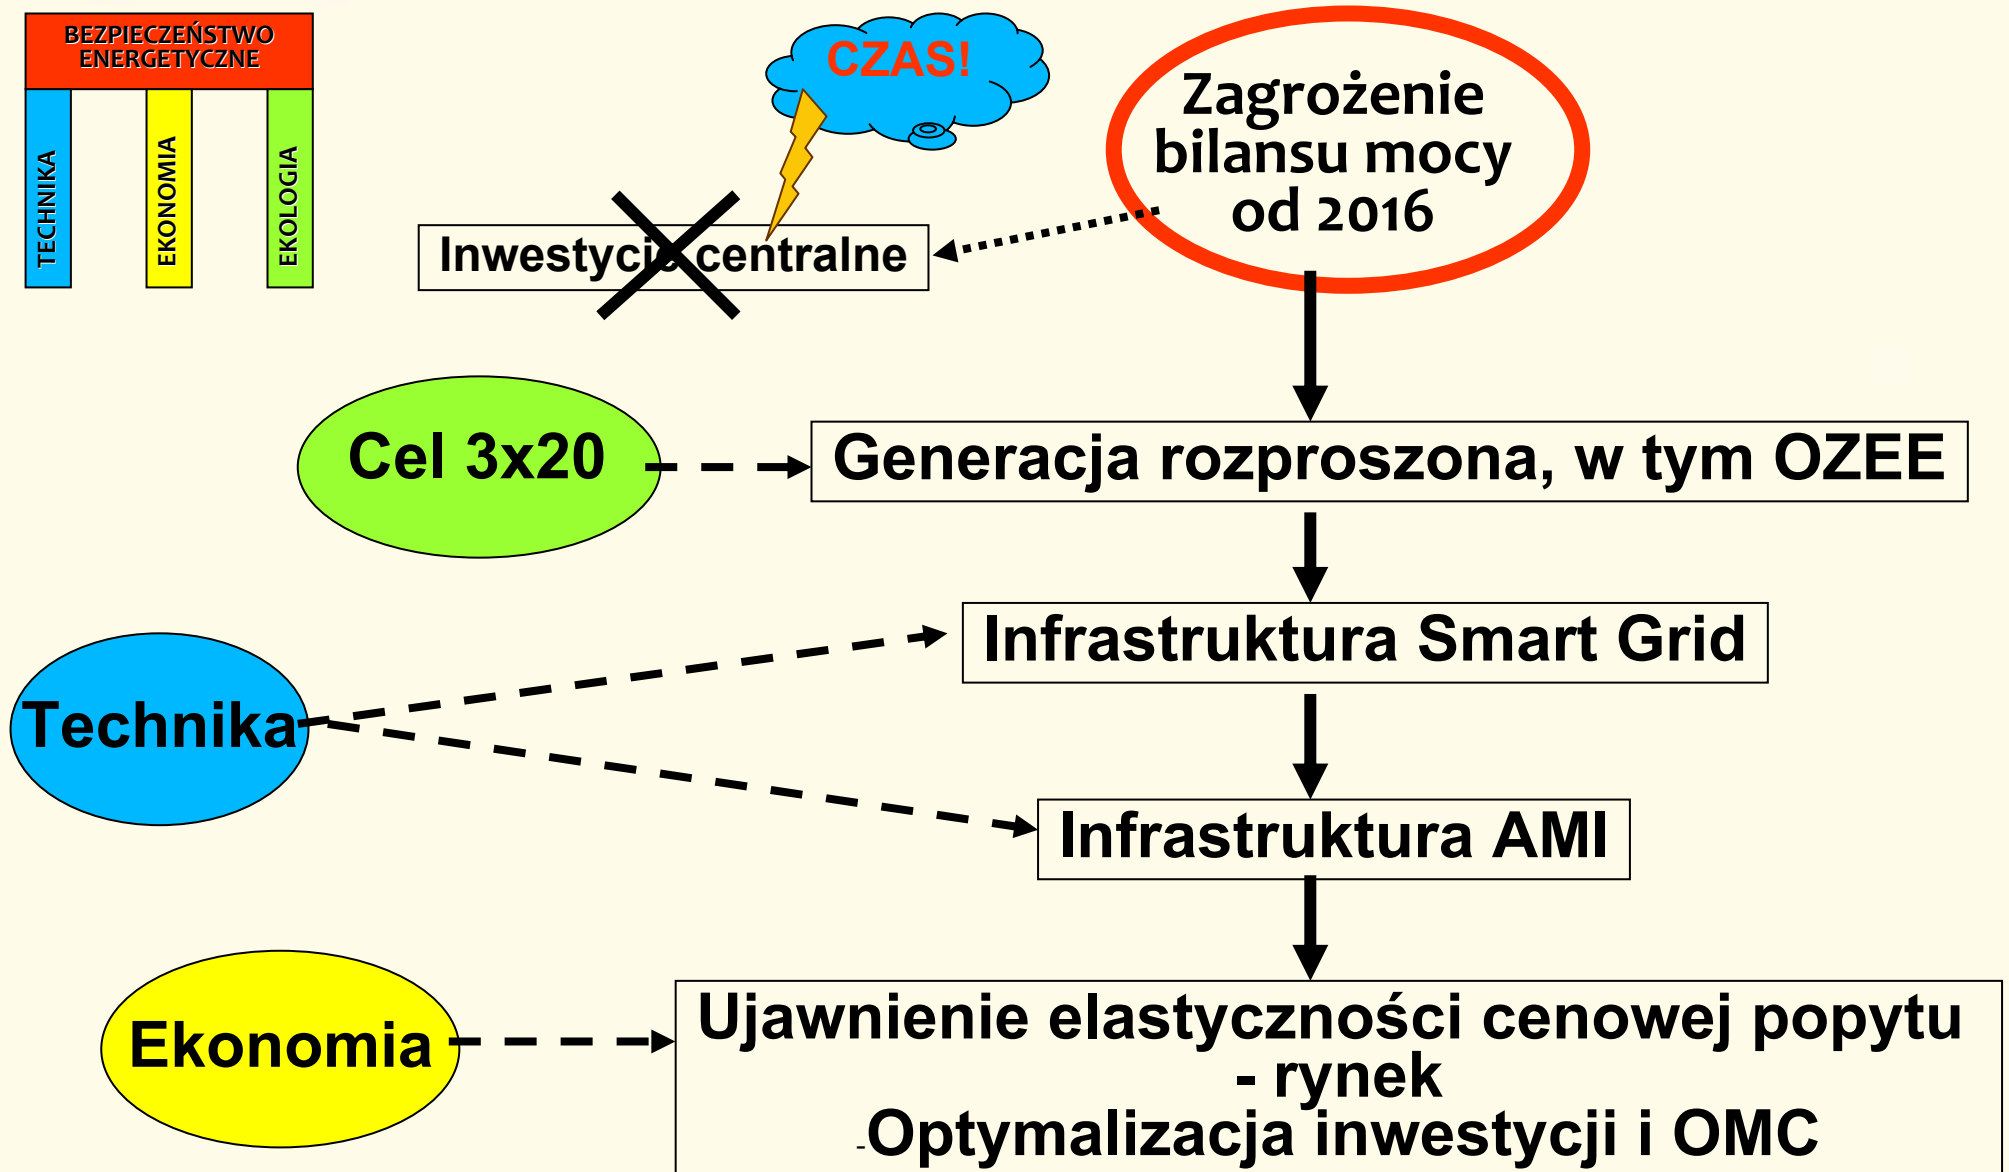 BEZPIECZEŃSTWO
ENERGETYCZNE
TECHNIKA
EKONOMIA
EKOLOGIA
CZAS!
Zagrożenie
bilansu mocy
od 2016
Inwestycje centralne
Cel 3x20
Generacja rozproszona, w tym OZEE
Infrastruktura Smart Grid
Technika
Infrastruktura AMI
Ekonomia
Ujawnienie elastyczności cenowej popytu
- rynek
-Optymalizacja inwestycji i OMC